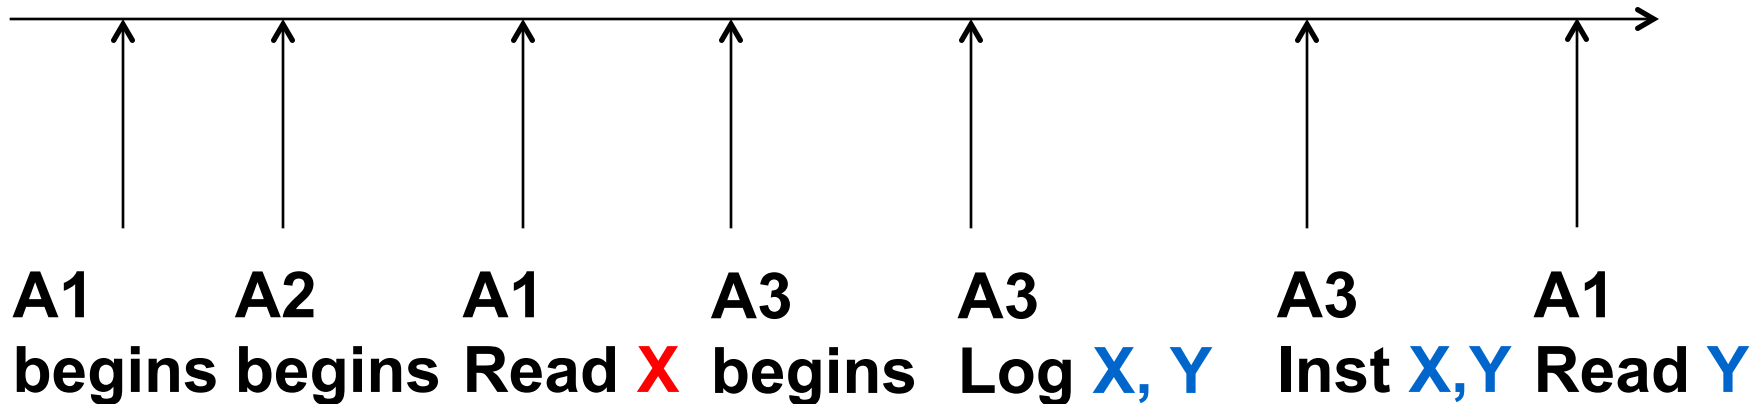 A1 A2 A1 A3 A3 A3 A1
begins begins Read X begins Log X, Y Inst X,Y Read Y